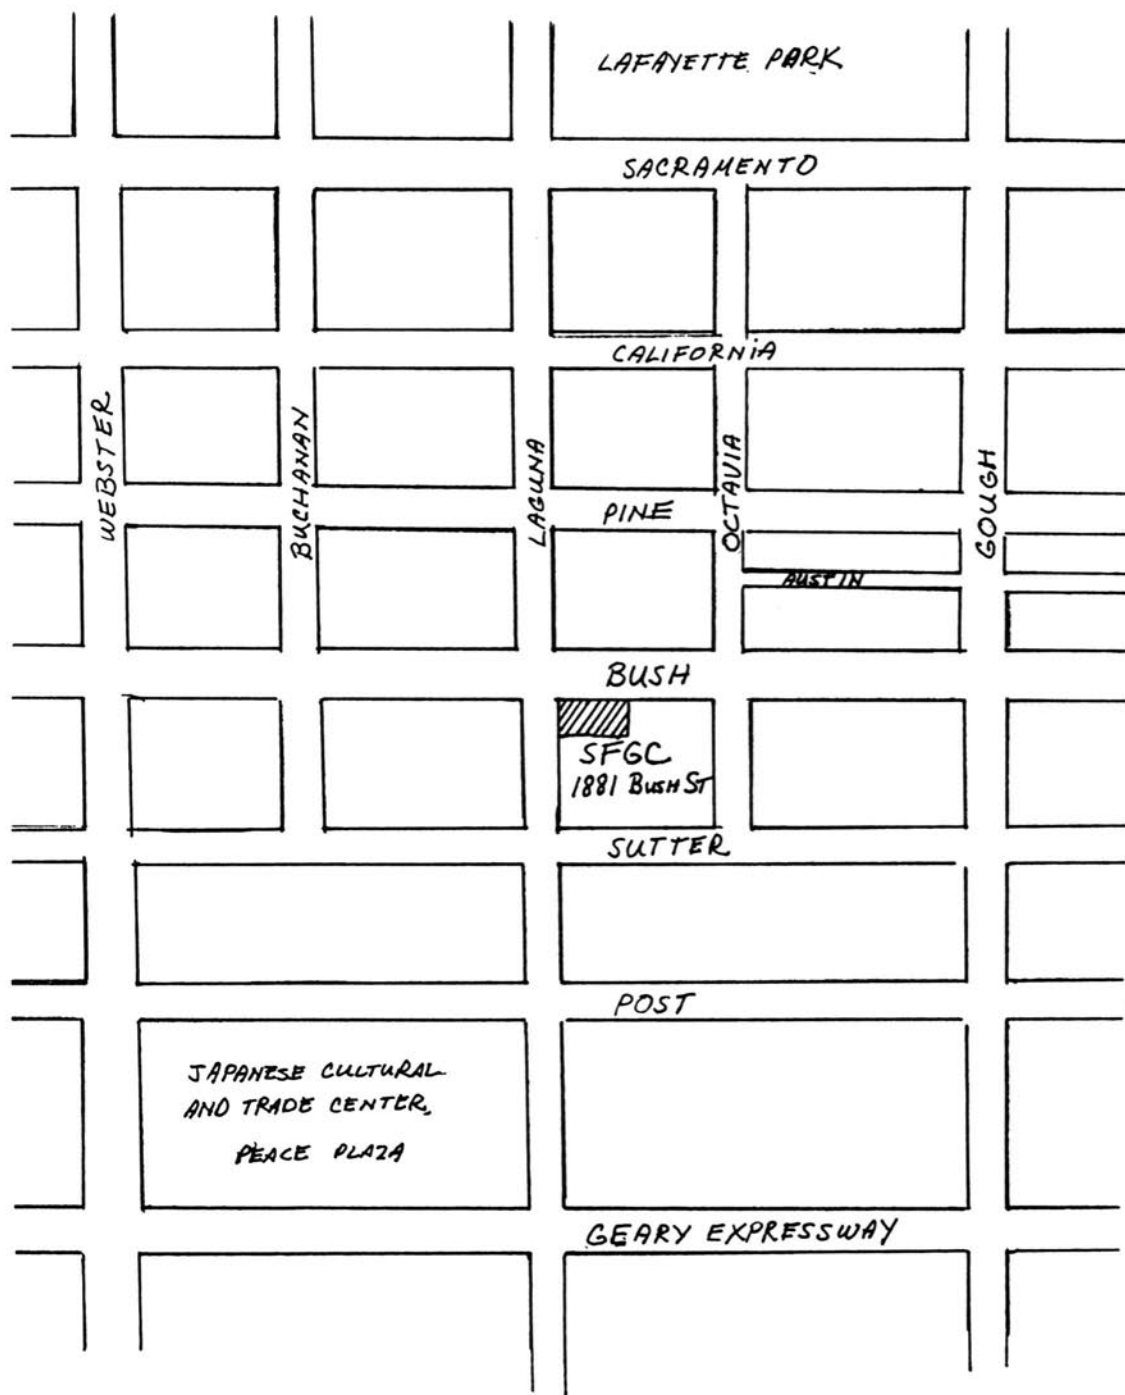 LAFAYETTE PARK
SACRAMENTO
CALIFORNIA
WEBSTER
BUCHANAN
LAGUNA
OCTAVIA
GOUGH
PINE
AUSTIN
BUSH
SFGC
1881 BUSH ST
SUTTER
POST
JAPANESE CULTURAL
AND TRADE CENTER,
PEACE PLAZA
GEARY EXPRESSWAY